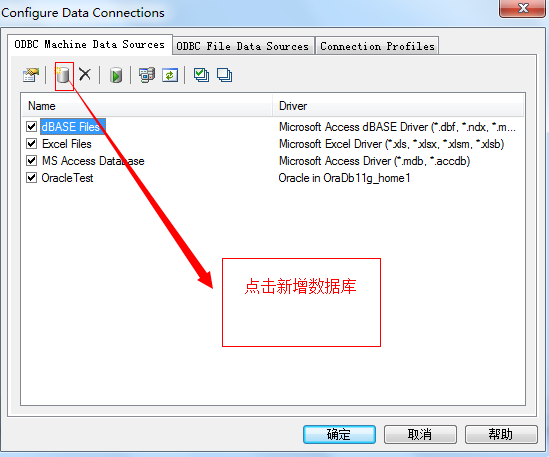 Configure Data Connections
ODBC Machine Data Sources ODBC File Data Sources Connection Profiles
Name Driver
dBASE Files Microsoft Access dBASE Driver (*.dbf, *.ndx, *.m...
Excel Files Microsoft Excel Driver (*.xls, *.xlsx, *.xlsm, *.xlsb)
MS Access Database Microsoft Access Driver (*.mdb, *.accdb)
OracleTest Oracle in OraDb11g_home1
点击新增数据库
确定 取消 帮助